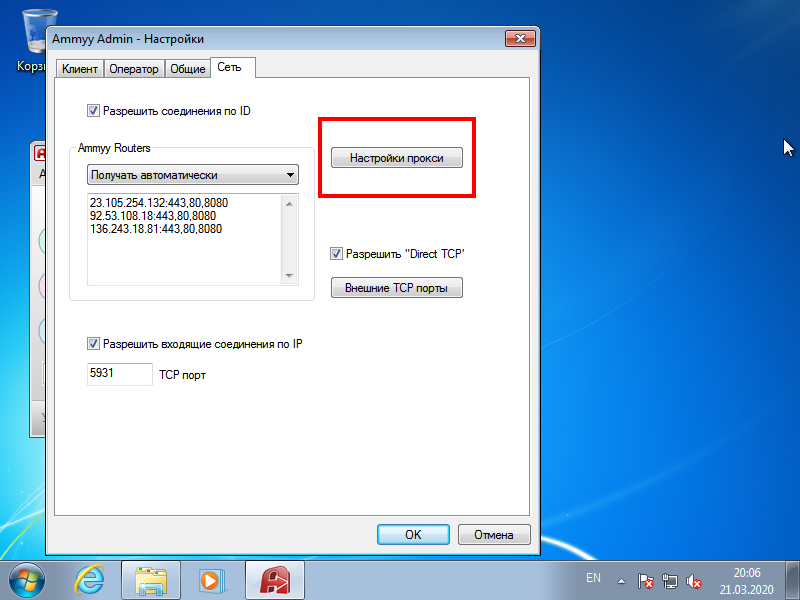 Корз
Ammyy Admin - Настройки
Клиент
Оператор
Общие
Сеть
Разрешить соединения по ID
Ammyy Routers
Получать автоматически
23.105.254.132:443,80,8080
92.53.108.18:443,80,8080
136.243.18.81:443,80,8080
Настройки прокси
Разрешить "Direct TCP"
Внешние TCP порты
Разрешить входящие соединения по IP
5931
TCP порт
OK
Отмена
EN
20:06
21.03.2020